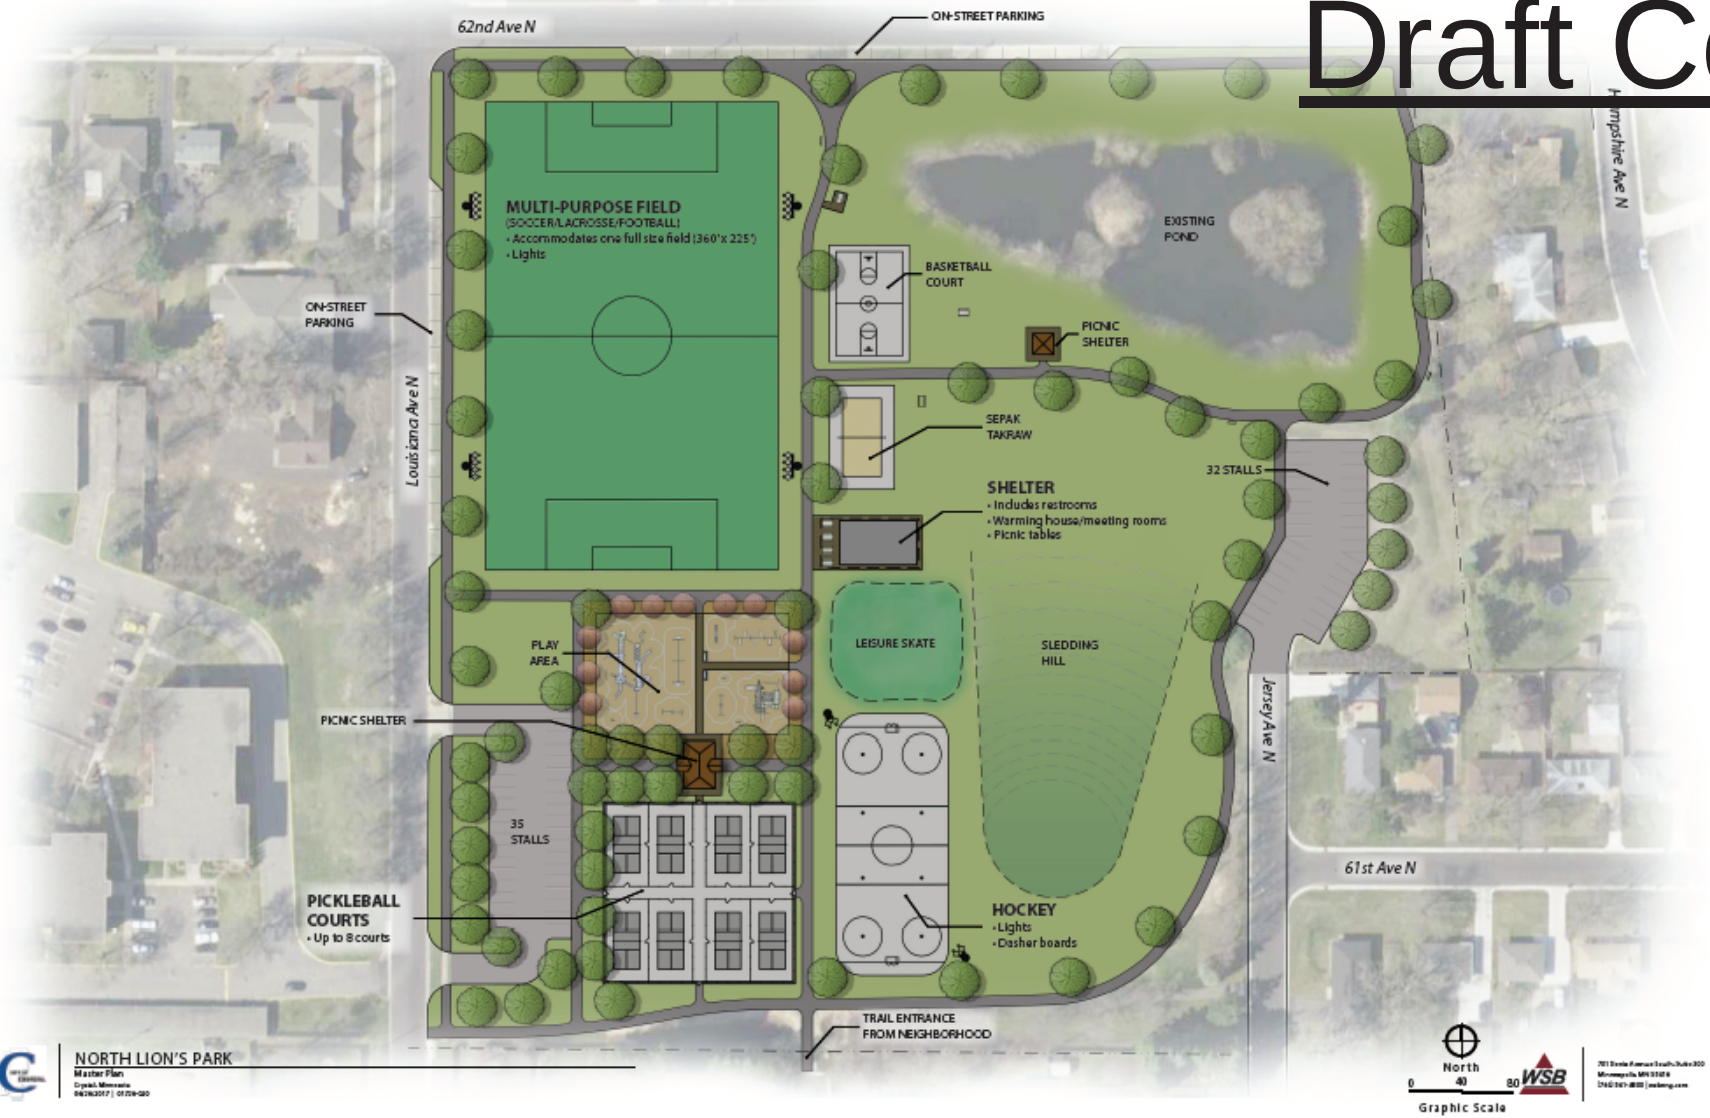 Draft Co
62nd Ave N
ON-STREET PARKING
Hampshire Ave N
MULTI-PURPOSE FIELD
(SOCCER/LACROSSE/FOOTBALL)
• Accommodates one full size field (360' x 225')
• Lights
EXISTING
POND
BASKETBALL
COURT
ON-STREET
PARKING
PICNIC
SHELTER
Louisiana Ave N
SEPAK
TAKRAW
32 STALLS
SHELTER
• Includes restrooms
• Warming house/meeting rooms
• Picnic tables
LEISURE SKATE
SLEDDING
HILL
PLAY
AREA
PICNIC SHELTER
Jersey Ave N
35
STALLS
61st Ave N
PICKLEBALL
COURTS
• Up to 8 courts
HOCKEY
• Lights
• Dasher boards
TRAIL ENTRANCE
FROM NEIGHBORHOOD
NORTH LION'S PARK
Master Plan
Crystal, Minnesota
North
0 40 80
Graphic Scale
WSB